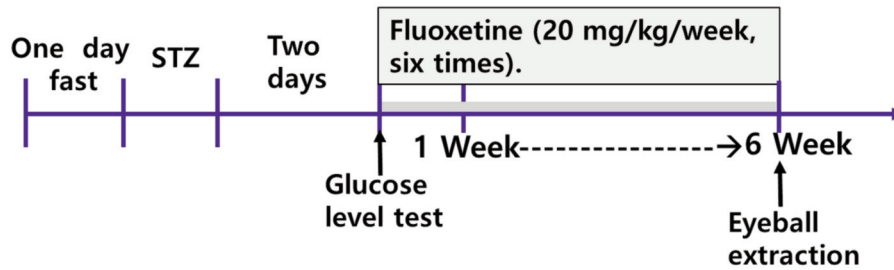 One day
fast
STZ
Two
days
Fluoxetine (20 mg/kg/week,
six times).
1 Week--------------→6 Week
Glucose
level test
Eyeball
extraction